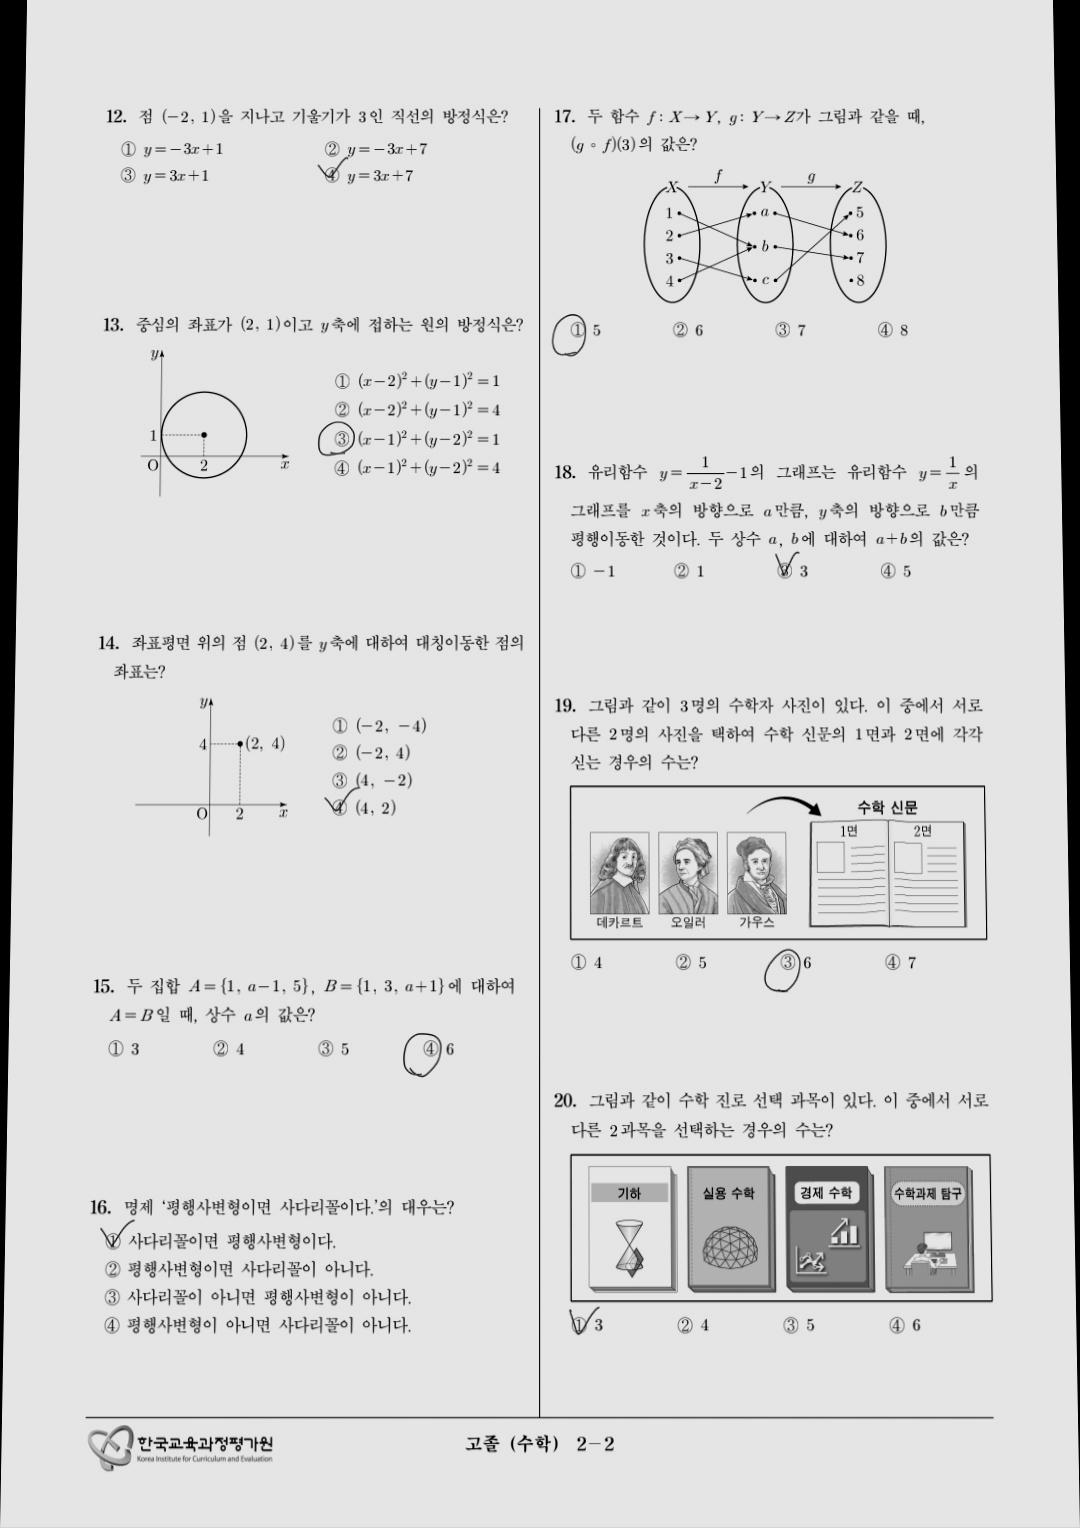 12. 점 (−2, 1)을 지나고 기울기가 3인 직선의 방정식은?
① y=−3x+1 ② y=−3x+7
③ y=3x+1 ④ y=3x+7
13. 중심의 좌표가 (2, 1)이고 y축에 접하는 원의 방정식은?
y
1
O 2 x
① (x−2)²+(y−1)²=1
② (x−2)²+(y−1)²=4
③ (x−1)²+(y−2)²=1
④ (x−1)²+(y−2)²=4
14. 좌표평면 위의 점 (2, 4)를 y축에 대하여 대칭이동한 점의
좌표는?
y
4 (2, 4)
O 2 x
① (−2, −4)
② (−2, 4)
③ (4, −2)
④ (4, 2)
15. 두 집합 A={1, a−1, 5}, B={1, 3, a+1}에 대하여
A=B일 때, 상수 a의 값은?
① 3 ② 4 ③ 5 ④ 6
16. 명제 ‘평행사변형이면 사다리꼴이다.’의 대우는?
① 사다리꼴이면 평행사변형이다.
② 평행사변형이면 사다리꼴이 아니다.
③ 사다리꼴이 아니면 평행사변형이 아니다.
④ 평행사변형이 아니면 사다리꼴이 아니다.
17. 두 함수 f : X→Y, g : Y→Z가 그림과 같을 때,
(g∘f)(3)의 값은?
f g
X Y Z
1 a 5
2 6
b
3 7
4 c 8
① 5 ② 6 ③ 7 ④ 8
18. 유리함수 y=1/(x−2)−1의 그래프는 유리함수 y=1/x의
그래프를 x축의 방향으로 a만큼, y축의 방향으로 b만큼
평행이동한 것이다. 두 상수 a, b에 대하여 a+b의 값은?
① −1 ② 1 ③ 3 ④ 5
19. 그림과 같이 3명의 수학자 사진이 있다. 이 중에서 서로
다른 2명의 사진을 택하여 수학 신문의 1면과 2면에 각각
싣는 경우의 수는?
수학 신문
1면 2면
데카르트 오일러 가우스
① 4 ② 5 ③ 6 ④ 7
20. 그림과 같이 수학 진로 선택 과목이 있다. 이 중에서 서로
다른 2과목을 선택하는 경우의 수는?
기하 실용 수학 경제 수학 수학과제 탐구
① 3 ② 4 ③ 5 ④ 6
한국교육과정평가원
Korea Institute for Curriculum and Evaluation
고졸 (수학) 2−2